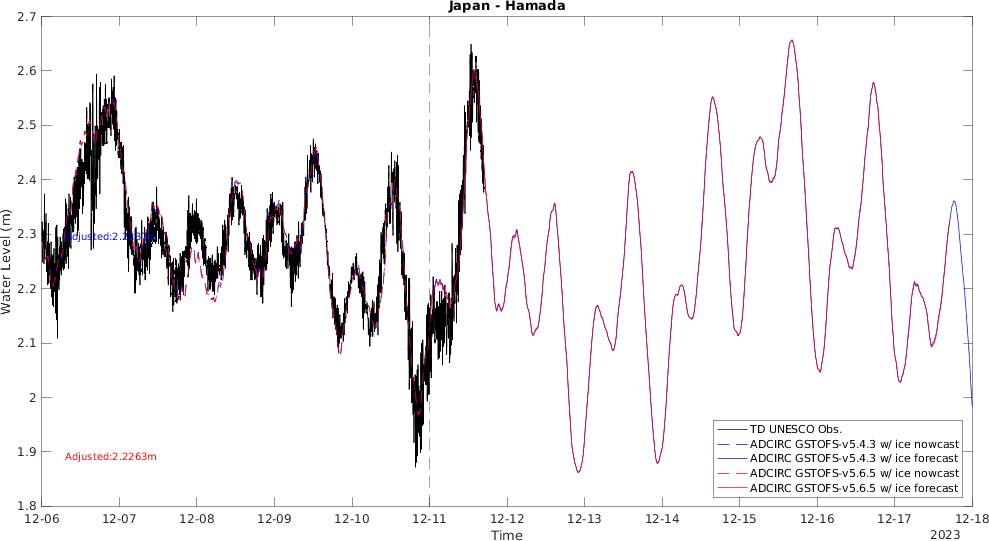 Japan - Hamada
2.7
2.6
2.5
2.4
2.3
2.2
2.1
2
1.9
1.8
Water Level (m)
Adjusted:2.2263m
TD UNESCO Obs.
ADCIRC GSTOFS-v5.4.3 w/ ice nowcast
ADCIRC GSTOFS-v5.4.3 w/ ice forecast
ADCIRC GSTOFS-v5.6.5 w/ ice nowcast
ADCIRC GSTOFS-v5.6.5 w/ ice forecast
12-06 12-07 12-08 12-09 12-10 12-11 12-12 12-13 12-14 12-15 12-16 12-17 12-18
Time
2023